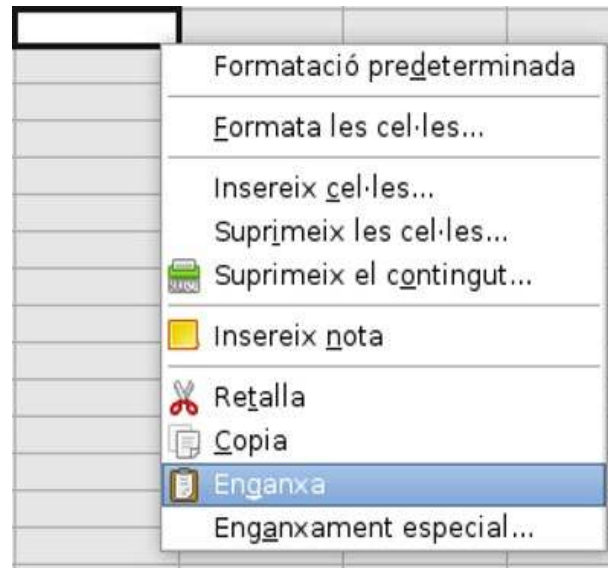 Formatació predeterminada
Formata les cel·les...
Insereix cel·les...
Suprimeix les cel·les...
Suprimeix el contingut...
Insereix nota
Retalla
Copia
Enganxa
Enganxament especial...